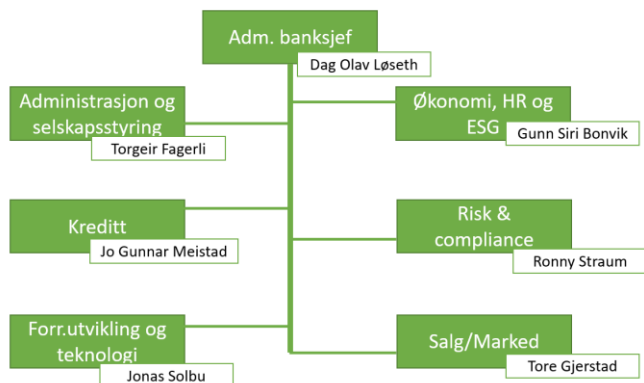 Adm. banksjef
Dag Olav Løseth
Administrasjon og
selskapsstyring
Torgeir Fagerli
Økonomi, HR og
ESG
Gunn Siri Bonvik
Kreditt
Jo Gunnar Meistad
Risk &
compliance
Ronny Straum
Forr.utvikling og
teknologi
Jonas Solbu
Salg/Marked
Tore Gjerstad